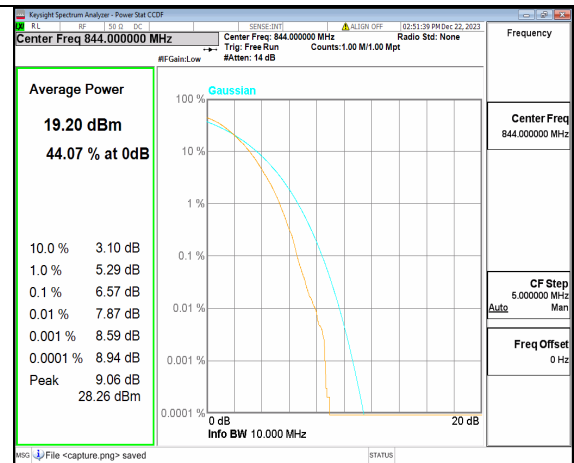 Keysight Spectrum Analyzer - Power Stat CCDF
RL RF 50 Ω DC SENSE:INT ALIGN OFF 02:51:39 PM Dec 22, 2023
Center Freq 844.000000 MHz
Center Freq: 844.000000 MHz Radio Std: None
Trig: Free Run Counts:1.00 M/1.00 Mpt
#IFGain:Low #Atten: 14 dB
Frequency
Average Power
19.20 dBm
44.07 % at 0dB
10.0 % 3.10 dB
1.0 % 5.29 dB
0.1 % 6.57 dB
0.01 % 7.87 dB
0.001 % 8.59 dB
0.0001 % 8.94 dB
Peak 9.06 dB
28.26 dBm
Gaussian
100 %
10 %
1 %
0.1 %
0.01 %
0.001 %
0.0001 %
0 dB 20 dB
Info BW 10.000 MHz
Center Freq
844.000000 MHz
CF Step
5.000000 MHz
Auto Man
Freq Offset
0 Hz
MSG File <capture.png> saved STATUS